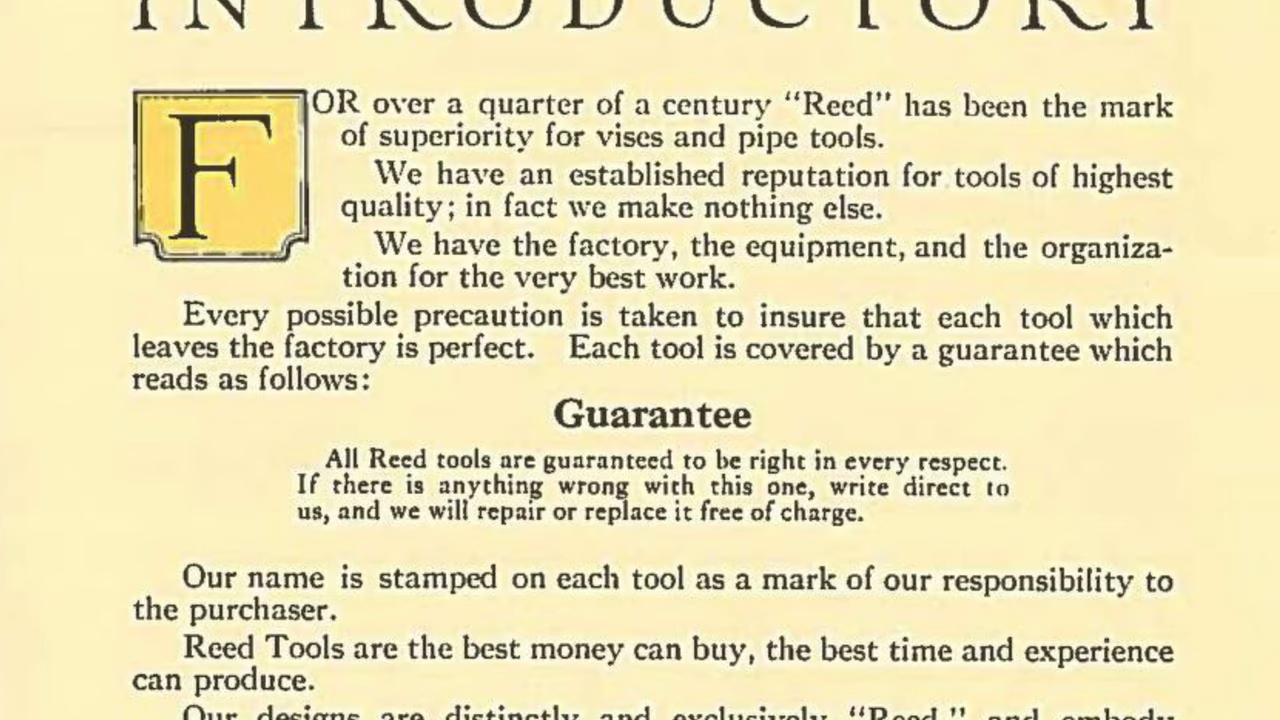 INTRODUCTORY
FOR over a quarter of a century "Reed" has been the mark
of superiority for vises and pipe tools.
We have an established reputation for tools of highest
quality; in fact we make nothing else.
We have the factory, the equipment, and the organiza-
tion for the very best work.
Every possible precaution is taken to insure that each tool which
leaves the factory is perfect. Each tool is covered by a guarantee which
reads as follows:
Guarantee
All Reed tools are guaranteed to be right in every respect.
If there is anything wrong with this one, write direct to
us, and we will repair or replace it free of charge.
Our name is stamped on each tool as a mark of our responsibility to
the purchaser.
Reed Tools are the best money can buy, the best time and experience
can produce.
Our designs are distinctly and exclusively "Reed," and embody